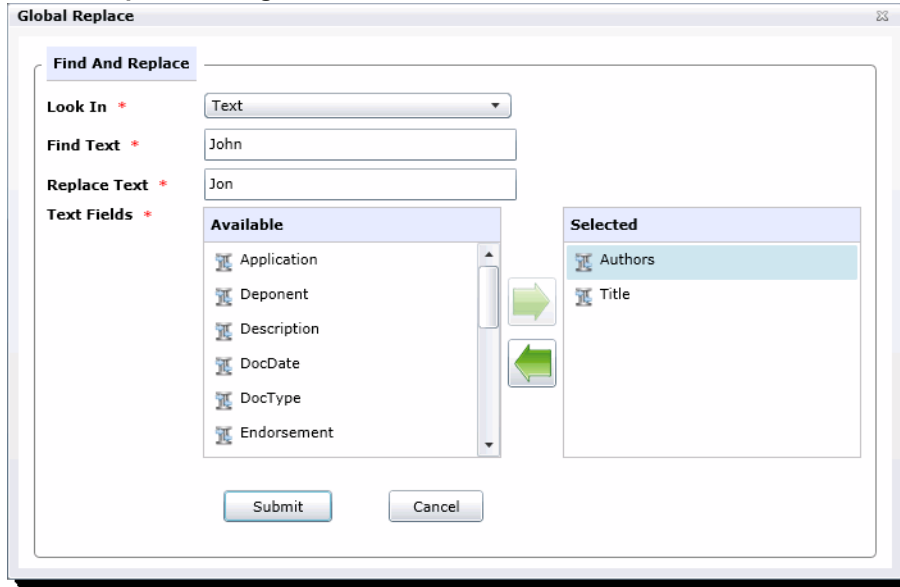 Global Replace
Find And Replace
Look In * Text
Find Text * John
Replace Text * Jon
Text Fields *
Available
Application
Deponent
Description
DocDate
DocType
Endorsement
Selected
Authors
Title
Submit Cancel